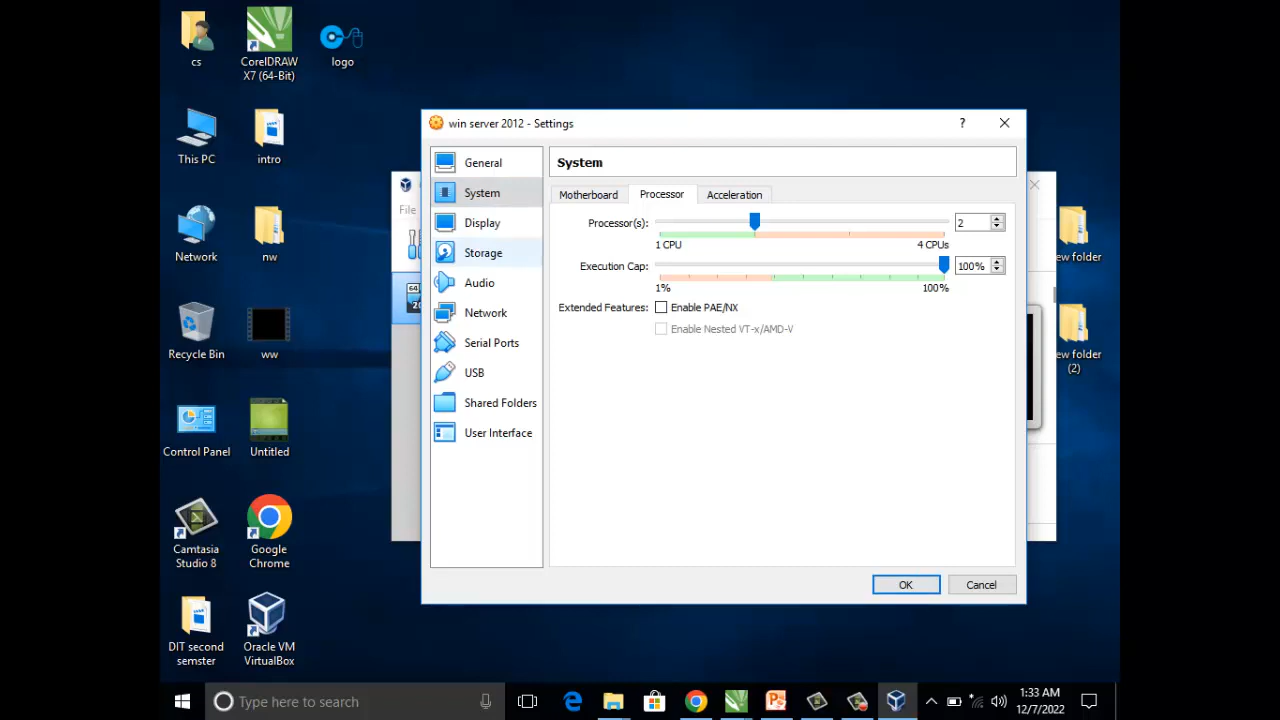 cs
CorelDRAW
X7 (64-Bit)
logo
This PC
intro
Network
nw
Recycle Bin
ww
Control Panel
Untitled
Camtasia
Studio 8
Google
Chrome
DIT second
semster
Oracle VM
VirtualBox
ew folder
ew folder
(2)
File
64
20
win server 2012 - Settings
?
General
System
Display
Storage
Audio
Network
Serial Ports
USB
Shared Folders
User Interface
System
Motherboard
Processor
Acceleration
Processor(s):
2
1 CPU
4 CPUs
Execution Cap:
100%
1%
100%
Extended Features:
Enable PAE/NX
Enable Nested VT-x/AMD-V
OK
Cancel
Type here to search
1:33 AM
12/7/2022